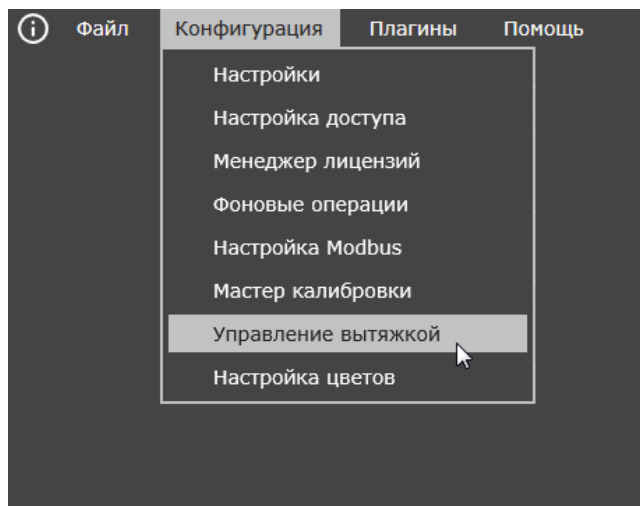 Файл Конфигурация Плагины Помощь
Настройки
Настройка доступа
Менеджер лицензий
Фоновые операции
Настройка Modbus
Мастер калибровки
Управление вытяжкой
Настройка цветов